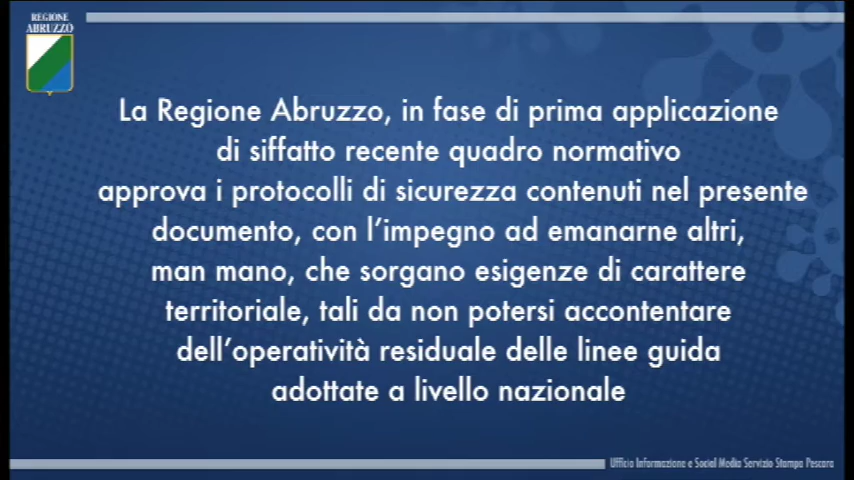 REGIONE
ABRUZZO
La Regione Abruzzo, in fase di prima applicazione
di siffatto recente quadro normativo
approva i protocolli di sicurezza contenuti nel presente
documento, con l'impegno ad emanarne altri,
man mano, che sorgano esigenze di carattere
territoriale, tali da non potersi accontentare
dell'operatività residuale delle linee guida
adottate a livello nazionale
Ufficio Informazione e Social Media Servizio Stampa Pescara